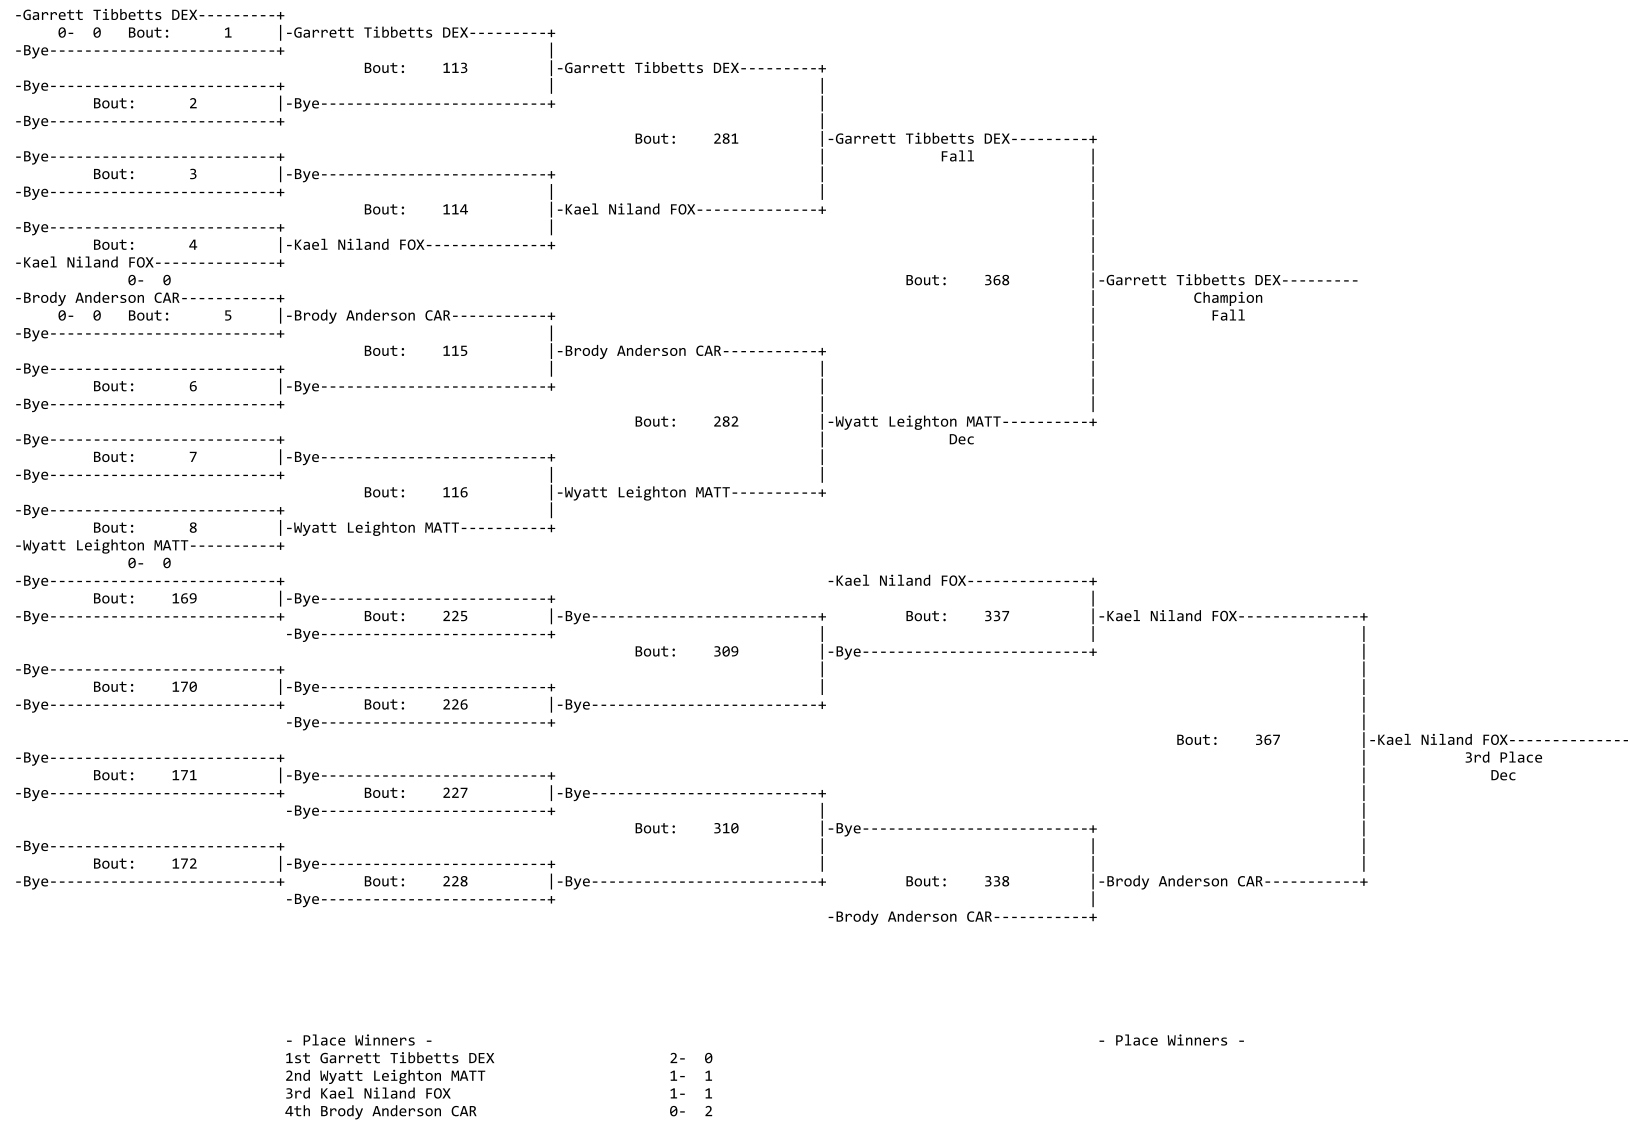 -Garrett Tibbetts DEX---------+
0-  0   Bout:      1     |-Garrett Tibbetts DEX---------+
-Bye--------------------------+                              |
Bout:    113          |-Garrett Tibbetts DEX---------+
-Bye--------------------------+                              |                              |
Bout:      2         |-Bye--------------------------+                              |
-Bye--------------------------+                                                             |
Bout:    281         |-Garrett Tibbetts DEX---------+
-Bye--------------------------+                                                             |             Fall             |
Bout:      3         |-Bye--------------------------+                              |                              |
-Bye--------------------------+                              |                              |                              |
Bout:    114          |-Kael Niland FOX--------------+                              |
-Bye--------------------------+                              |                                                             |
Bout:      4         |-Kael Niland FOX--------------+                                                             |
-Kael Niland FOX--------------+                                                                                            |
0-  0                                                                                         Bout:    368         |-Garrett Tibbetts DEX---------
-Brody Anderson CAR-----------+                                                                                            |           Champion
0-  0   Bout:      5     |-Brody Anderson CAR-----------+                                                             |             Fall
-Bye--------------------------+                              |                                                             |
Bout:    115          |-Brody Anderson CAR-----------+                              |
-Bye--------------------------+                              |                              |                              |
Bout:      6         |-Bye--------------------------+                              |                              |
-Bye--------------------------+                                                             |                              |
Bout:    282         |-Wyatt Leighton MATT----------+
-Bye--------------------------+                                                             |              Dec
Bout:      7         |-Bye--------------------------+                              |
-Bye--------------------------+                              |                              |
Bout:    116          |-Wyatt Leighton MATT----------+
-Bye--------------------------+                              |
Bout:      8         |-Wyatt Leighton MATT----------+
-Wyatt Leighton MATT----------+
0-  0
-Bye--------------------------+                                                              -Kael Niland FOX--------------+
Bout:    169         |-Bye--------------------------+                                                             |
-Bye--------------------------+         Bout:    225         |-Bye--------------------------+         Bout:    337         |-Kael Niland FOX--------------+
-Bye--------------------------+                              |                              |                              |
Bout:    309         |-Bye--------------------------+                              |
-Bye--------------------------+                                                             |                                                             |
Bout:    170         |-Bye--------------------------+                              |                                                             |
-Bye--------------------------+         Bout:    226         |-Bye--------------------------+                                                             |
-Bye--------------------------+                                                                                            |
Bout:    367         |-Kael Niland FOX--------------
-Bye--------------------------+                                                                                                                           |           3rd Place
Bout:    171         |-Bye--------------------------+                                                                                            |              Dec
-Bye--------------------------+         Bout:    227         |-Bye--------------------------+                                                             |
-Bye--------------------------+                              |                                                             |
Bout:    310         |-Bye--------------------------+                              |
-Bye--------------------------+                                                             |                              |                              |
Bout:    172         |-Bye--------------------------+                              |                              |                              |
-Bye--------------------------+         Bout:    228         |-Bye--------------------------+         Bout:    338         |-Brody Anderson CAR-----------+
-Bye--------------------------+                                                             |
-Brody Anderson CAR-----------+
- Place Winners -                                                                            - Place Winners -
1st Garrett Tibbetts DEX                    2-  0
2nd Wyatt Leighton MATT                     1-  1
3rd Kael Niland FOX                         1-  1
4th Brody Anderson CAR                      0-  2